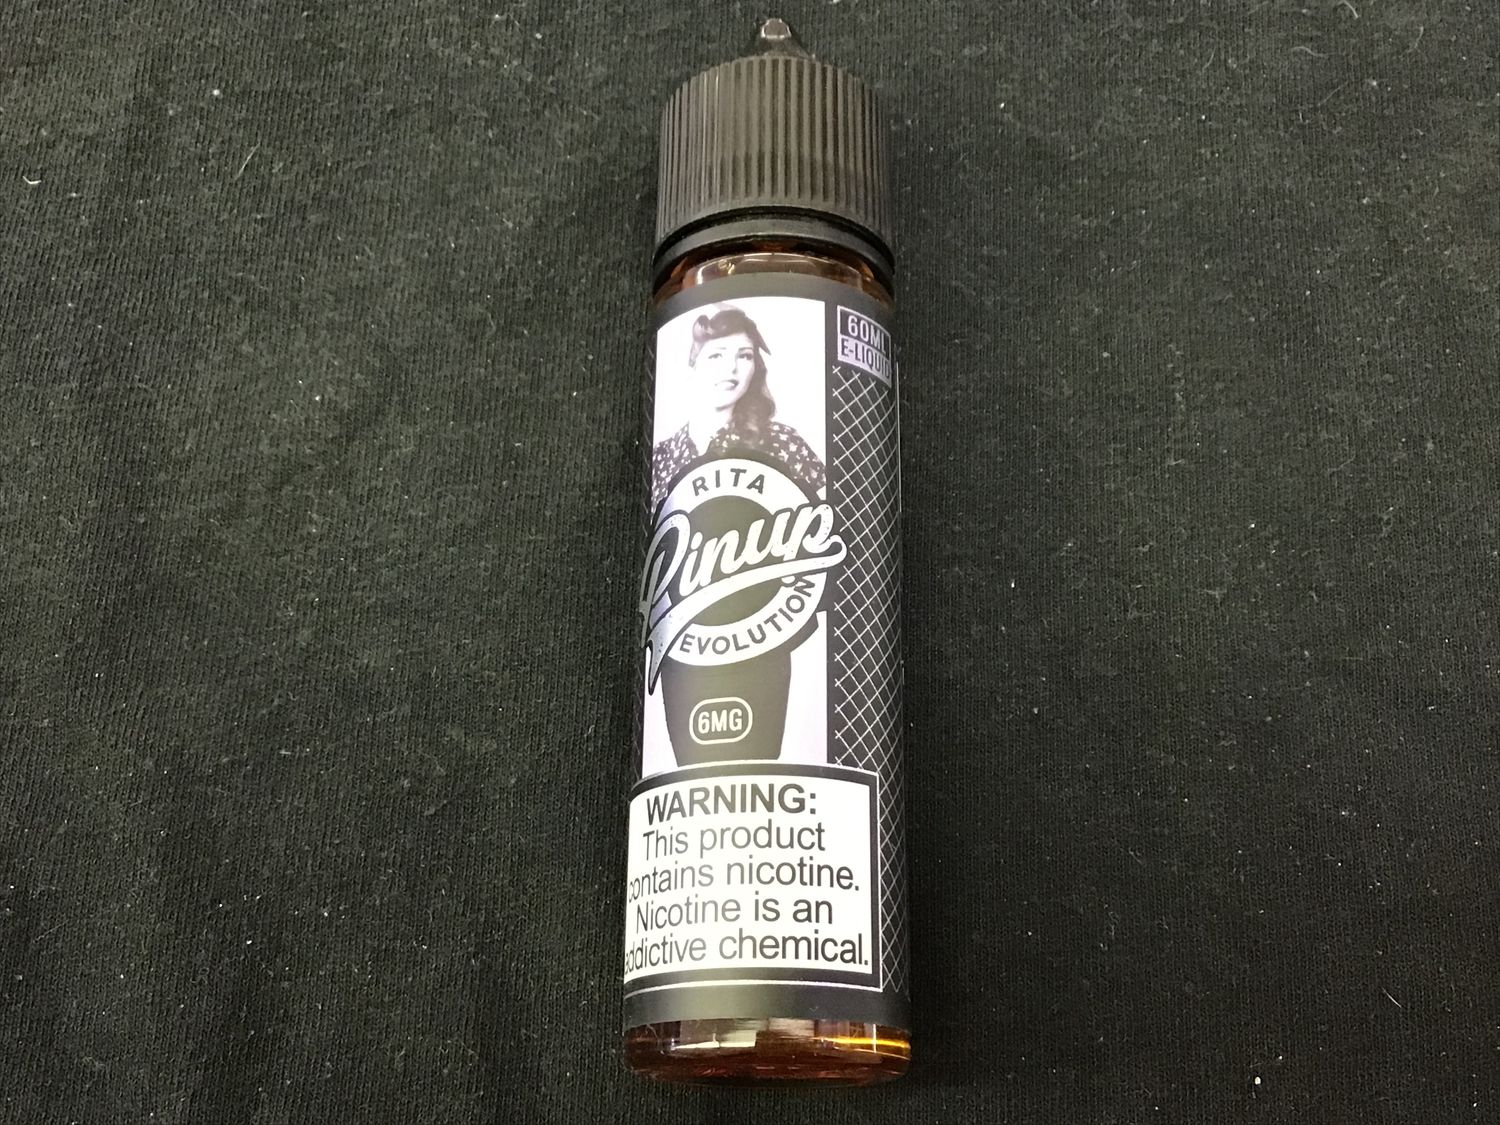 60ML
E-LIQUID
RITA
Pinup
EVOLUTION
6MG
WARNING:
This product
contains nicotine.
Nicotine is an
addictive chemical.